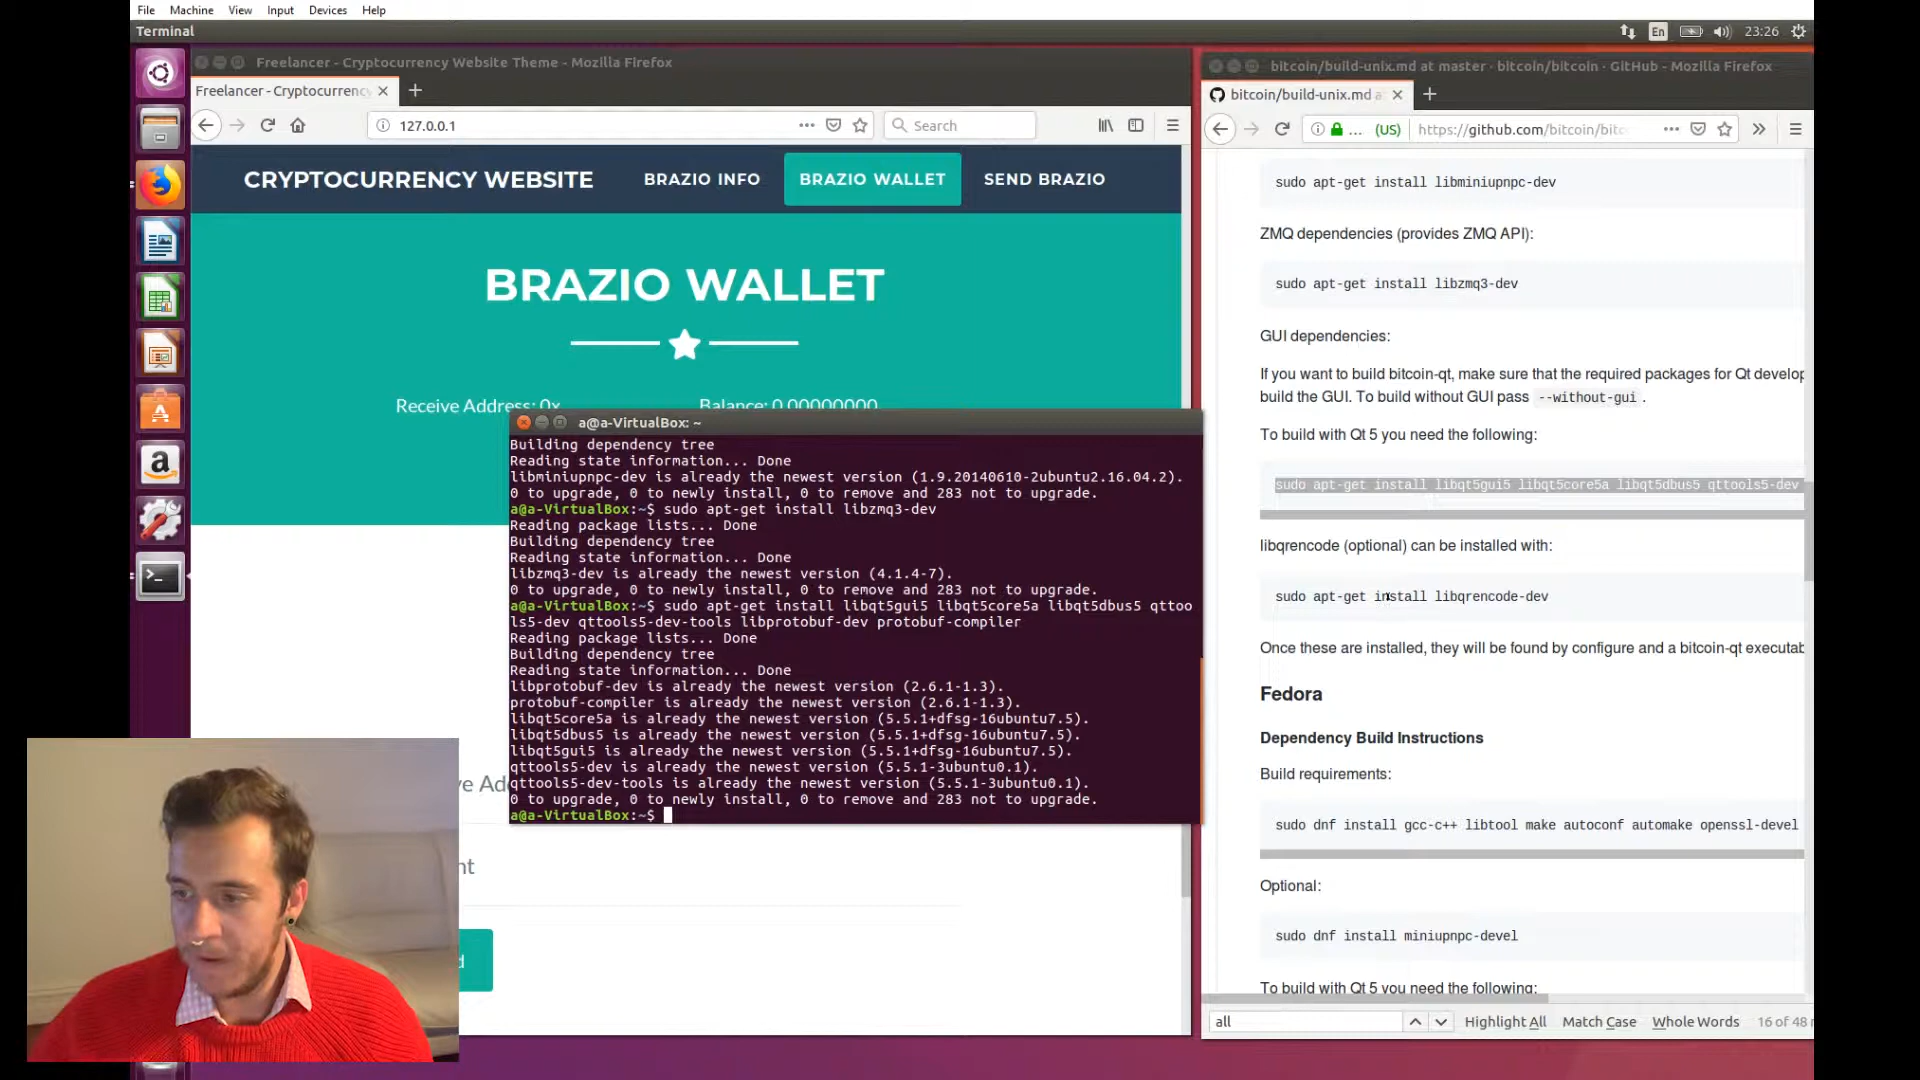 File Machine View Input Devices Help
Terminal
En
23:26
Freelancer - Cryptocurrency Website Theme - Mozilla Firefox
Freelancer - Cryptocurrency
127.0.0.1
Search
CRYPTOCURRENCY WEBSITE
BRAZIO INFO
BRAZIO WALLET
SEND BRAZIO
BRAZIO WALLET
Receive Address: 0x
Balance: 0.00000000
a@a-VirtualBox: ~
Building dependency tree
Reading state information... Done
libminiupnpc-dev is already the newest version (1.9.20140610-2ubuntu2.16.04.2).
0 to upgrade, 0 to newly install, 0 to remove and 283 not to upgrade.
a@a-VirtualBox:~$ sudo apt-get install libzmq3-dev
Reading package lists... Done
Building dependency tree
Reading state information... Done
libzmq3-dev is already the newest version (4.1.4-7).
0 to upgrade, 0 to newly install, 0 to remove and 283 not to upgrade.
a@a-VirtualBox:~$ sudo apt-get install libqt5gui5 libqt5core5a libqt5dbus5 qttoo
ls5-dev qttools5-dev-tools libprotobuf-dev protobuf-compiler
Reading package lists... Done
Building dependency tree
Reading state information... Done
libprotobuf-dev is already the newest version (2.6.1-1.3).
protobuf-compiler is already the newest version (2.6.1-1.3).
libqt5core5a is already the newest version (5.5.1+dfsg-16ubuntu7.5).
libqt5dbus5 is already the newest version (5.5.1+dfsg-16ubuntu7.5).
libqt5gui5 is already the newest version (5.5.1+dfsg-16ubuntu7.5).
qttools5-dev is already the newest version (5.5.1-3ubuntu0.1).
qttools5-dev-tools is already the newest version (5.5.1-3ubuntu0.1).
0 to upgrade, 0 to newly install, 0 to remove and 283 not to upgrade.
a@a-VirtualBox:~$
ve Ad
nt
d
bitcoin/build-unix.md at master · bitcoin/bitcoin · GitHub - Mozilla Firefox
bitcoin/build-unix.md a
... (US) https://github.com/bitcoin/bitc
sudo apt-get install libminiupnpc-dev
ZMQ dependencies (provides ZMQ API):
sudo apt-get install libzmq3-dev
GUI dependencies:
If you want to build bitcoin-qt, make sure that the required packages for Qt develop
build the GUI. To build without GUI pass --without-gui .
To build with Qt 5 you need the following:
sudo apt-get install libqt5gui5 libqt5core5a libqt5dbus5 qttools5-dev
libqrencode (optional) can be installed with:
sudo apt-get install libqrencode-dev
Once these are installed, they will be found by configure and a bitcoin-qt executab
Fedora
Dependency Build Instructions
Build requirements:
sudo dnf install gcc-c++ libtool make autoconf automake openssl-devel
Optional:
sudo dnf install miniupnpc-devel
To build with Qt 5 you need the following:
all
Highlight All Match Case Whole Words 16 of 48